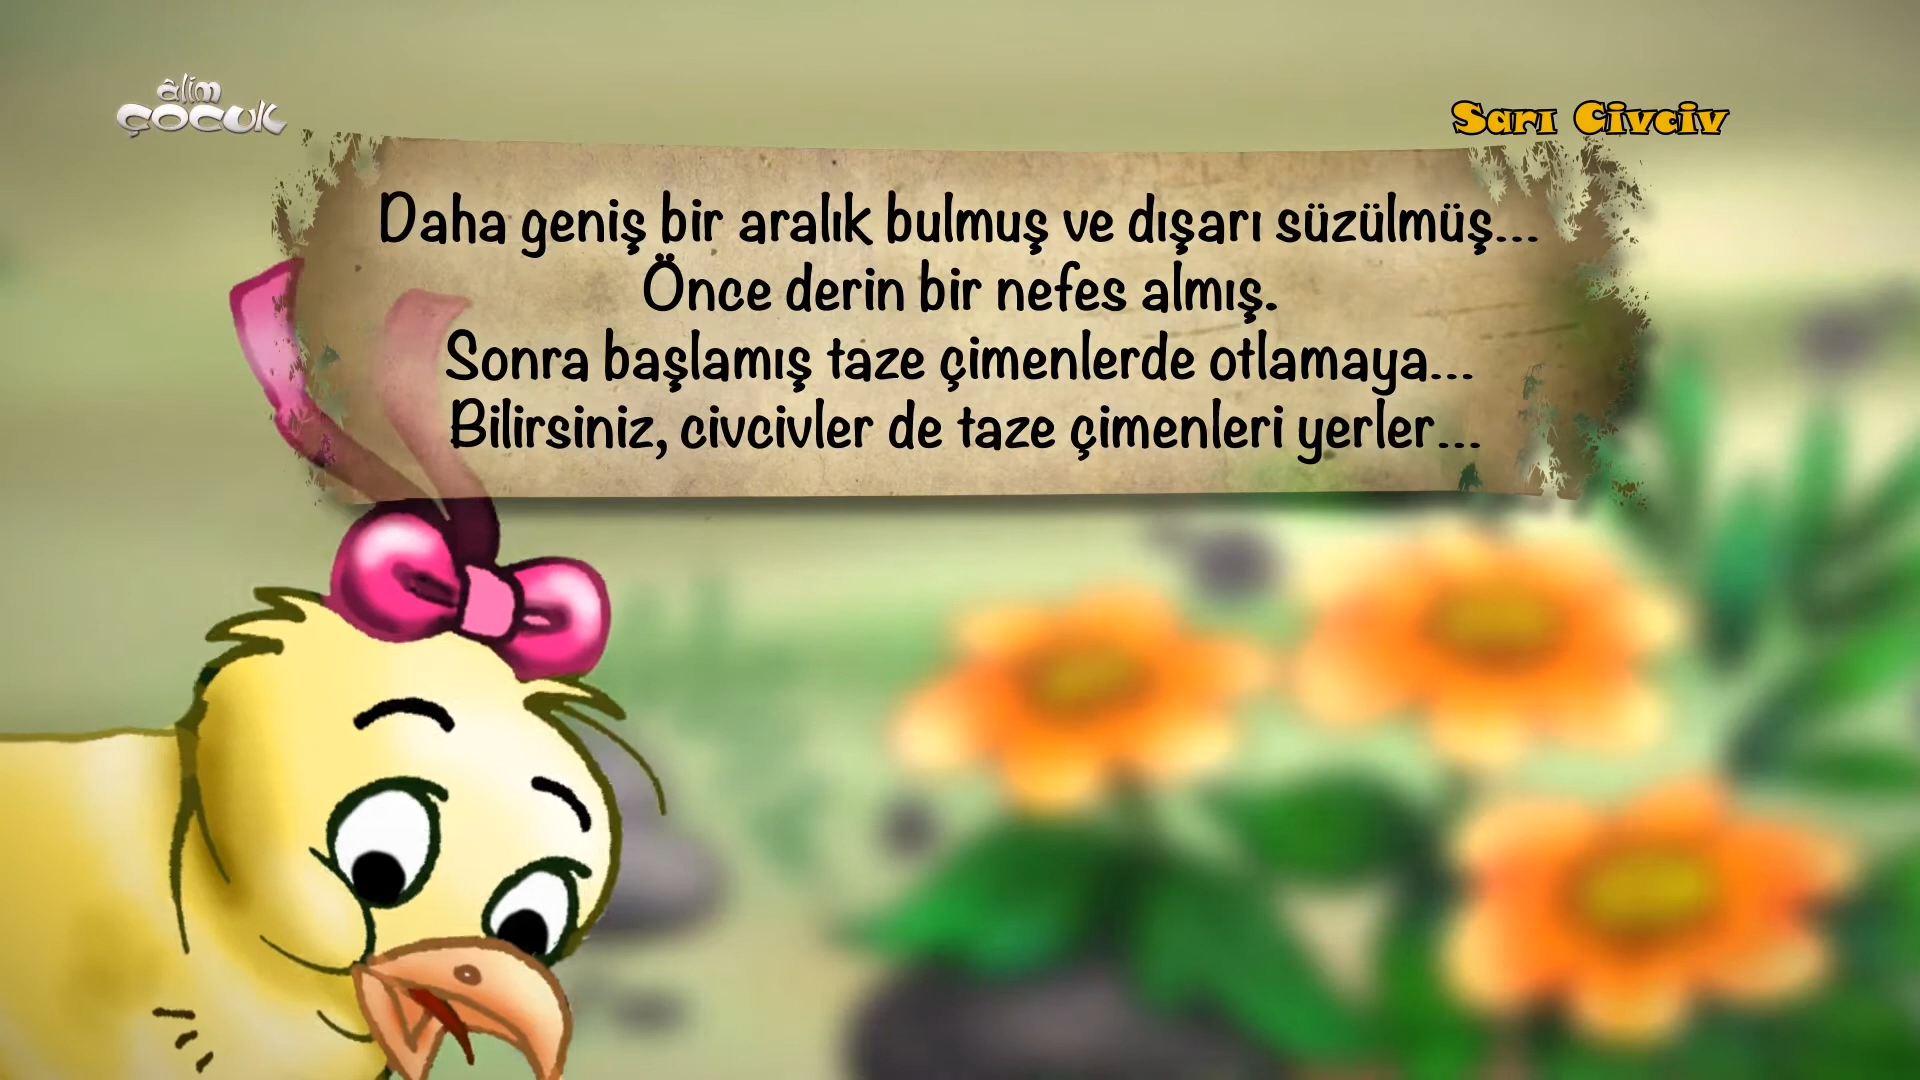 âlim
çocuk
Sarı Civciv
Daha geniş bir aralık bulmuş ve dışarı süzülmüş...
Önce derin bir nefes almış.
Sonra başlamış taze çimenlerde otlamaya...
Bilirsiniz, civcivler de taze çimenleri yerler...